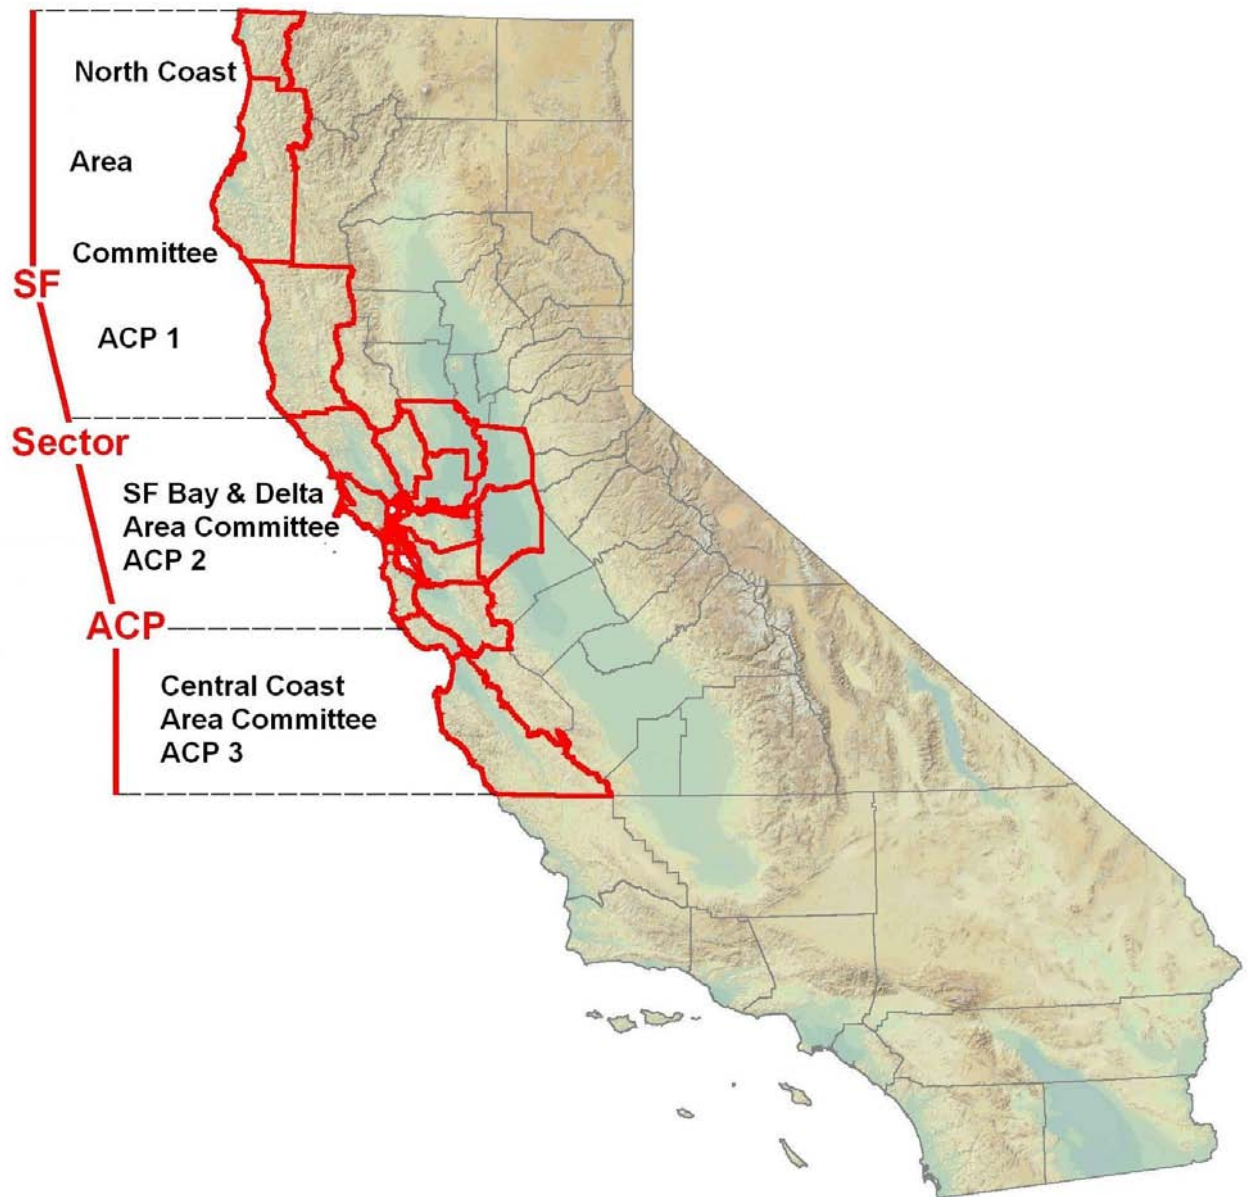 North Coast
Area
Committee
SF
ACP 1
Sector
SF Bay & Delta
Area Committee
ACP 2
ACP
Central Coast
Area Committee
ACP 3